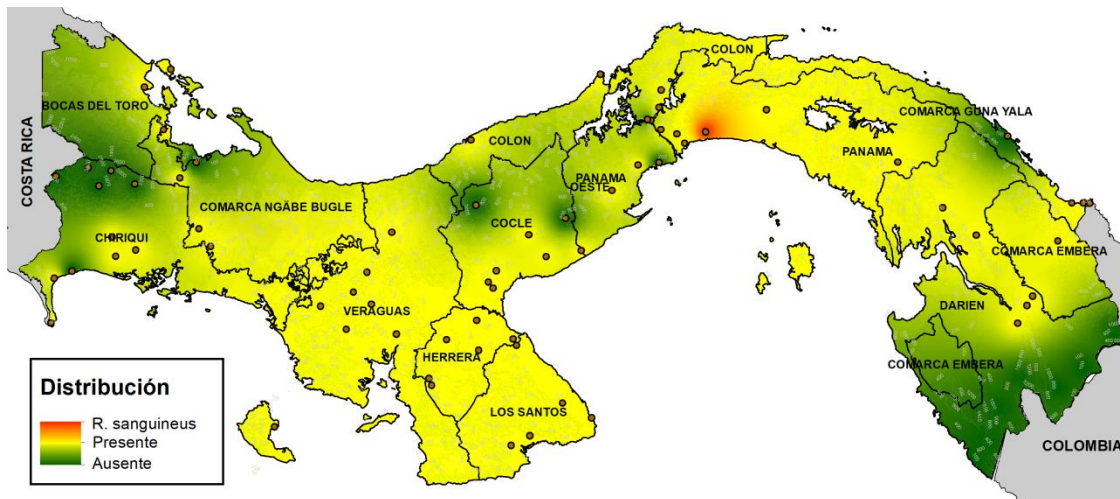 COLON
BOCAS DEL TORO
COMARCA GUNA YALA
COSTA RICA
COLON
PANAMA
PANAMA
OESTE
COMARCA NGÄBE BUGLE
COCLE
CHIRIQUI
COMARCA EMBERA
VERAGUAS
DARIEN
HERRERA
COMARCA EMBERA
LOS SANTOS
COLOMBIA
Distribución
R. sanguineus
Presente
Ausente